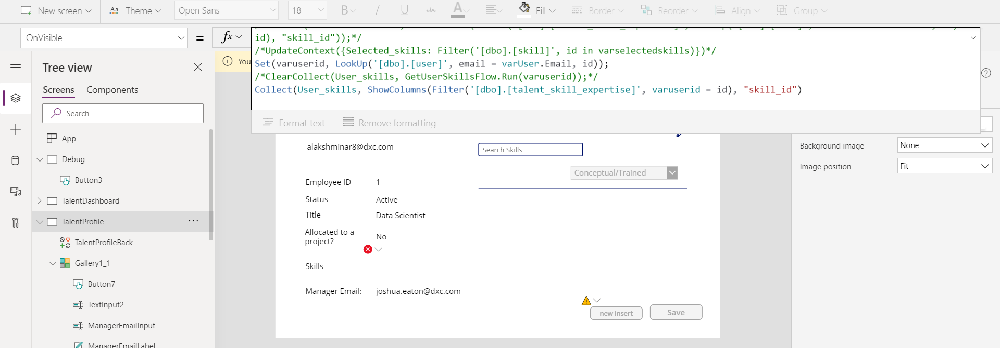 New screen
Theme
Open Sans
18
B
/
U
abc
A
Fill
Border
Reorder
Align
Group
OnVisible
=
fx
id), "skill_id"));*/
/*UpdateContext({Selected_skills: Filter('[dbo].[skill]', id in varselectedskills)})*/
Set(varuserid, LookUp('[dbo].[user]', email = varUser.Email, id));
/*ClearCollect(User_skills, GetUserSkillsFlow.Run(varuserid));*/
Collect(User_skills, ShowColumns(Filter('[dbo].[talent_skill_expertise]', varuserid = id), "skill_id")
Format text
Remove formatting
You
Tree view
Screens
Components
Search
App
Debug
Button3
TalentDashboard
TalentProfile
...
TalentProfileBack
Gallery1_1
Button7
TextInput2
ManagerEmailInput
ManagerEmailLabel
alakshminar8@dxc.com
Search Skills
Conceptual/Trained
Employee ID 1
Status Active
Title Data Scientist
Allocated to a
project? No
Skills
Manager Email: joshua.eaton@dxc.com
new insert
Save
Background image None
Image position Fit